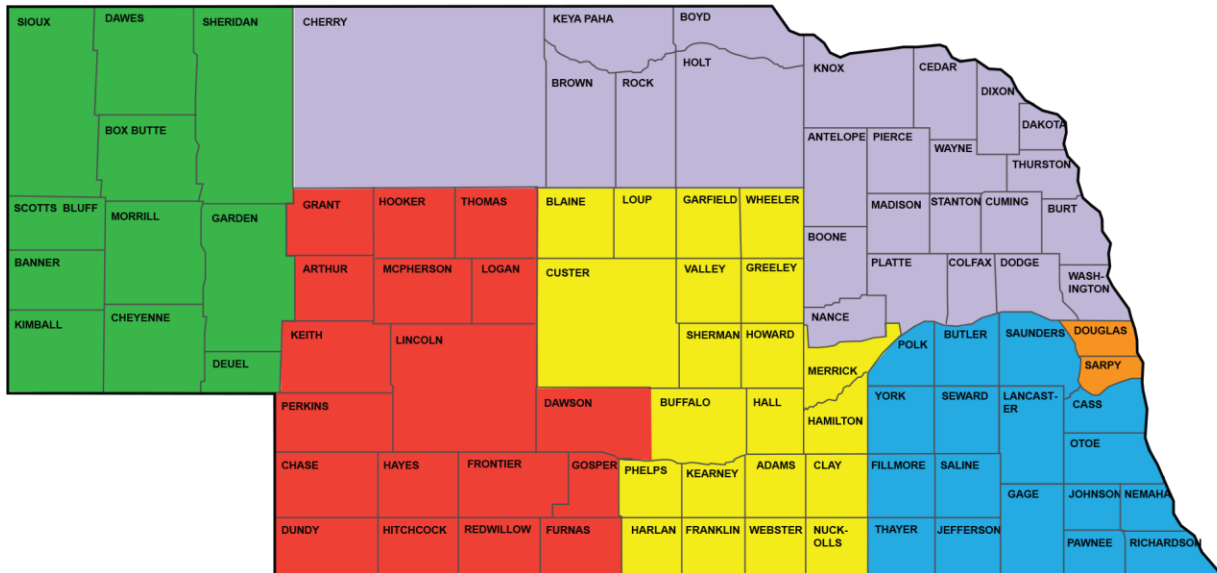 SIOUX
DAWES
SHERIDAN
CHERRY
KEYA PAHA
BOYD
BROWN
ROCK
HOLT
KNOX
CEDAR
DIXON
DAKOTA
BOX BUTTE
ANTELOPE
PIERCE
WAYNE
THURSTON
SCOTTS BLUFF
MORRILL
GARDEN
GRANT
HOOKER
THOMAS
BLAINE
LOUP
GARFIELD
WHEELER
BOONE
MADISON
STANTON
CUMING
BURT
BANNER
ARTHUR
MCPHERSON
LOGAN
CUSTER
VALLEY
GREELEY
PLATTE
COLFAX
DODGE
WASH-
INGTON
KIMBALL
CHEYENNE
DEUEL
KEITH
LINCOLN
SHERMAN
HOWARD
NANCE
MERRICK
POLK
BUTLER
SAUNDERS
DOUGLAS
SARPY
PERKINS
DAWSON
BUFFALO
HALL
HAMILTON
YORK
SEWARD
LANCAST-
ER
CASS
OTOE
CHASE
HAYES
FRONTIER
GOSPER
PHELPS
KEARNEY
ADAMS
CLAY
FILLMORE
SALINE
GAGE
JOHNSON
NEMAHA
DUNDY
HITCHCOCK
REDWILLOW
FURNAS
HARLAN
FRANKLIN
WEBSTER
NUCK-
OLLS
THAYER
JEFFERSON
PAWNEE
RICHARDSON